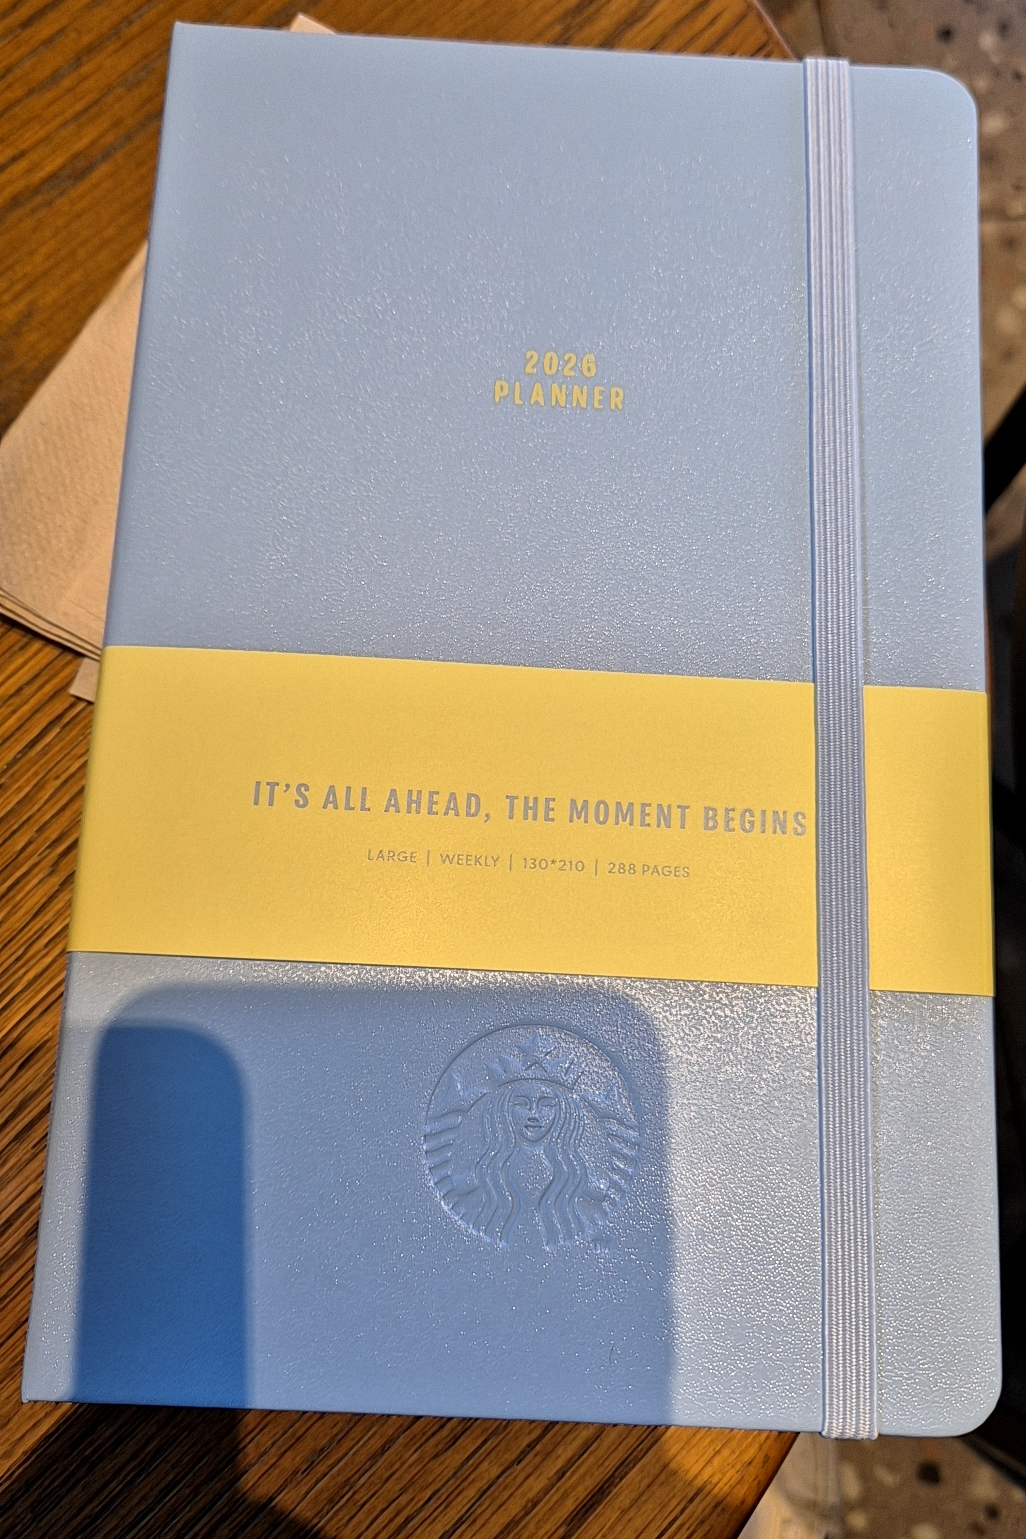 2026
PLANNER
IT'S ALL AHEAD, THE MOMENT BEGINS
LARGE | WEEKLY | 130*210 | 288 PAGES